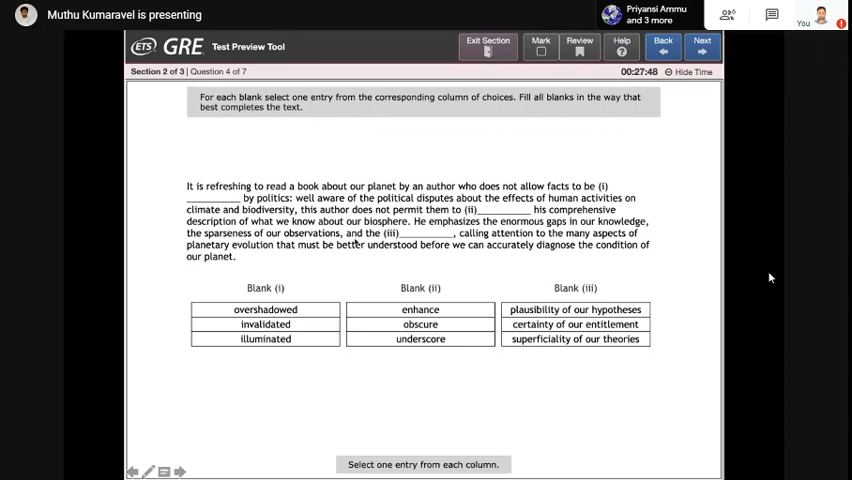 Muthu Kumaravel is presenting
Priyansi Ammu
and 3 more
You
ETS GRE Test Preview Tool
Exit Section
Mark
Review
Help
Back
Next
Section 2 of 3 | Question 4 of 7
00:27:48 Hide Time
For each blank select one entry from the corresponding column of choices. Fill all blanks in the way that
best completes the text.
It is refreshing to read a book about our planet by an author who does not allow facts to be (i)
__________ by politics: well aware of the political disputes about the effects of human activities on
climate and biodiversity, this author does not permit them to (ii)__________ his comprehensive
description of what we know about our biosphere. He emphasizes the enormous gaps in our knowledge,
the sparseness of our observations, and the (iii)__________, calling attention to the many aspects of
planetary evolution that must be better understood before we can accurately diagnose the condition of
our planet.
Blank (i) Blank (ii) Blank (iii)
overshadowed enhance plausibility of our hypotheses
invalidated obscure certainty of our entitlement
illuminated underscore superficiality of our theories
Select one entry from each column.